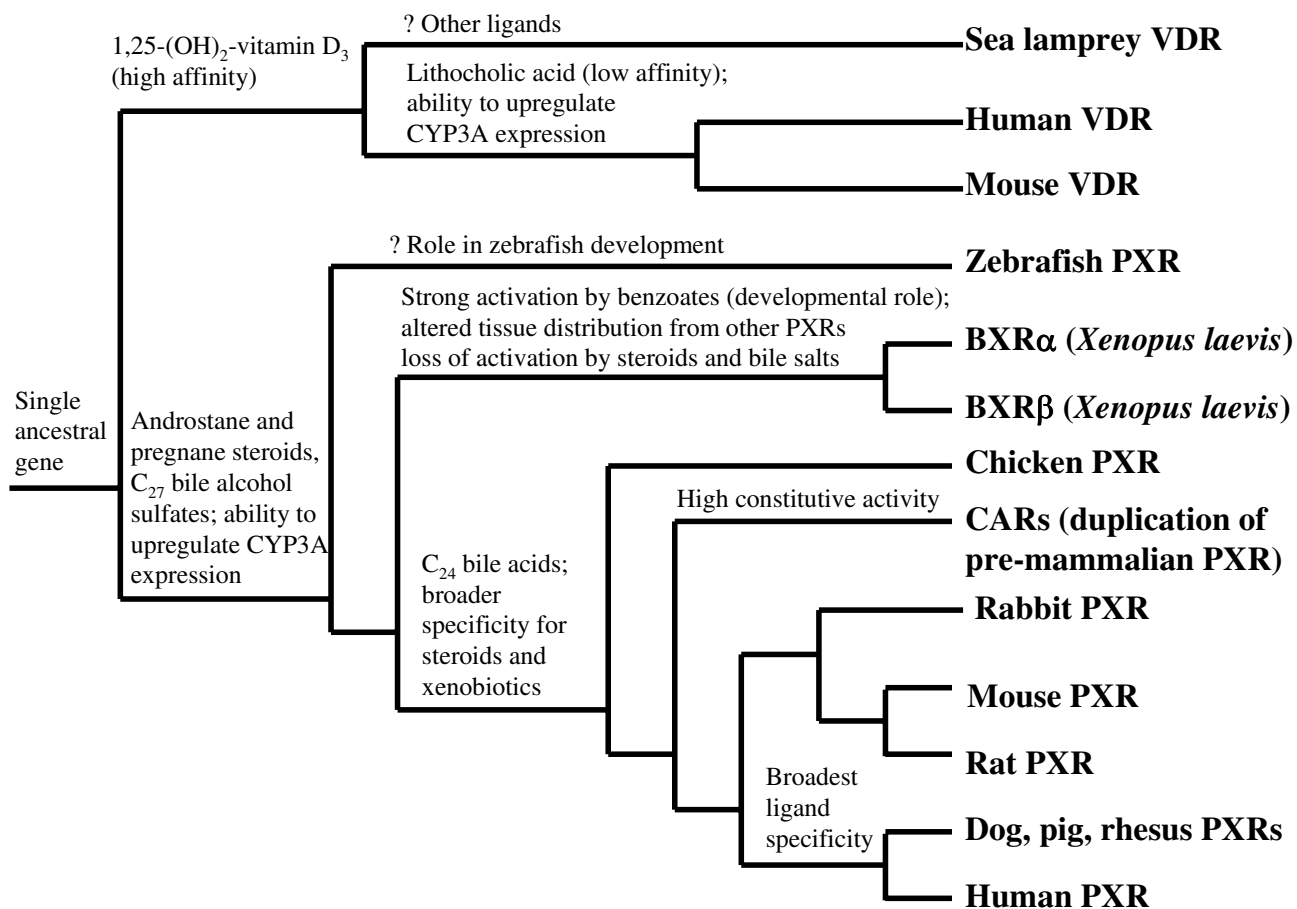 ? Other ligands
1,25-(OH)₂-vitamin D₃
(high affinity)
Sea lamprey VDR
Lithocholic acid (low affinity);
ability to upregulate
CYP3A expression
Human VDR
Mouse VDR
? Role in zebrafish development
Zebrafish PXR
Strong activation by benzoates (developmental role);
altered tissue distribution from other PXRs
loss of activation by steroids and bile salts
BXRα (Xenopus laevis)
BXRβ (Xenopus laevis)
Single
ancestral
gene
Androstane and
pregnane steroids,
C₂₇ bile alcohol
sulfates; ability to
upregulate CYP3A
expression
Chicken PXR
High constitutive activity
CARs (duplication of
pre-mammalian PXR)
C₂₄ bile acids;
broader
specificity for
steroids and
xenobiotics
Rabbit PXR
Mouse PXR
Rat PXR
Broadest
ligand
specificity
Dog, pig, rhesus PXRs
Human PXR